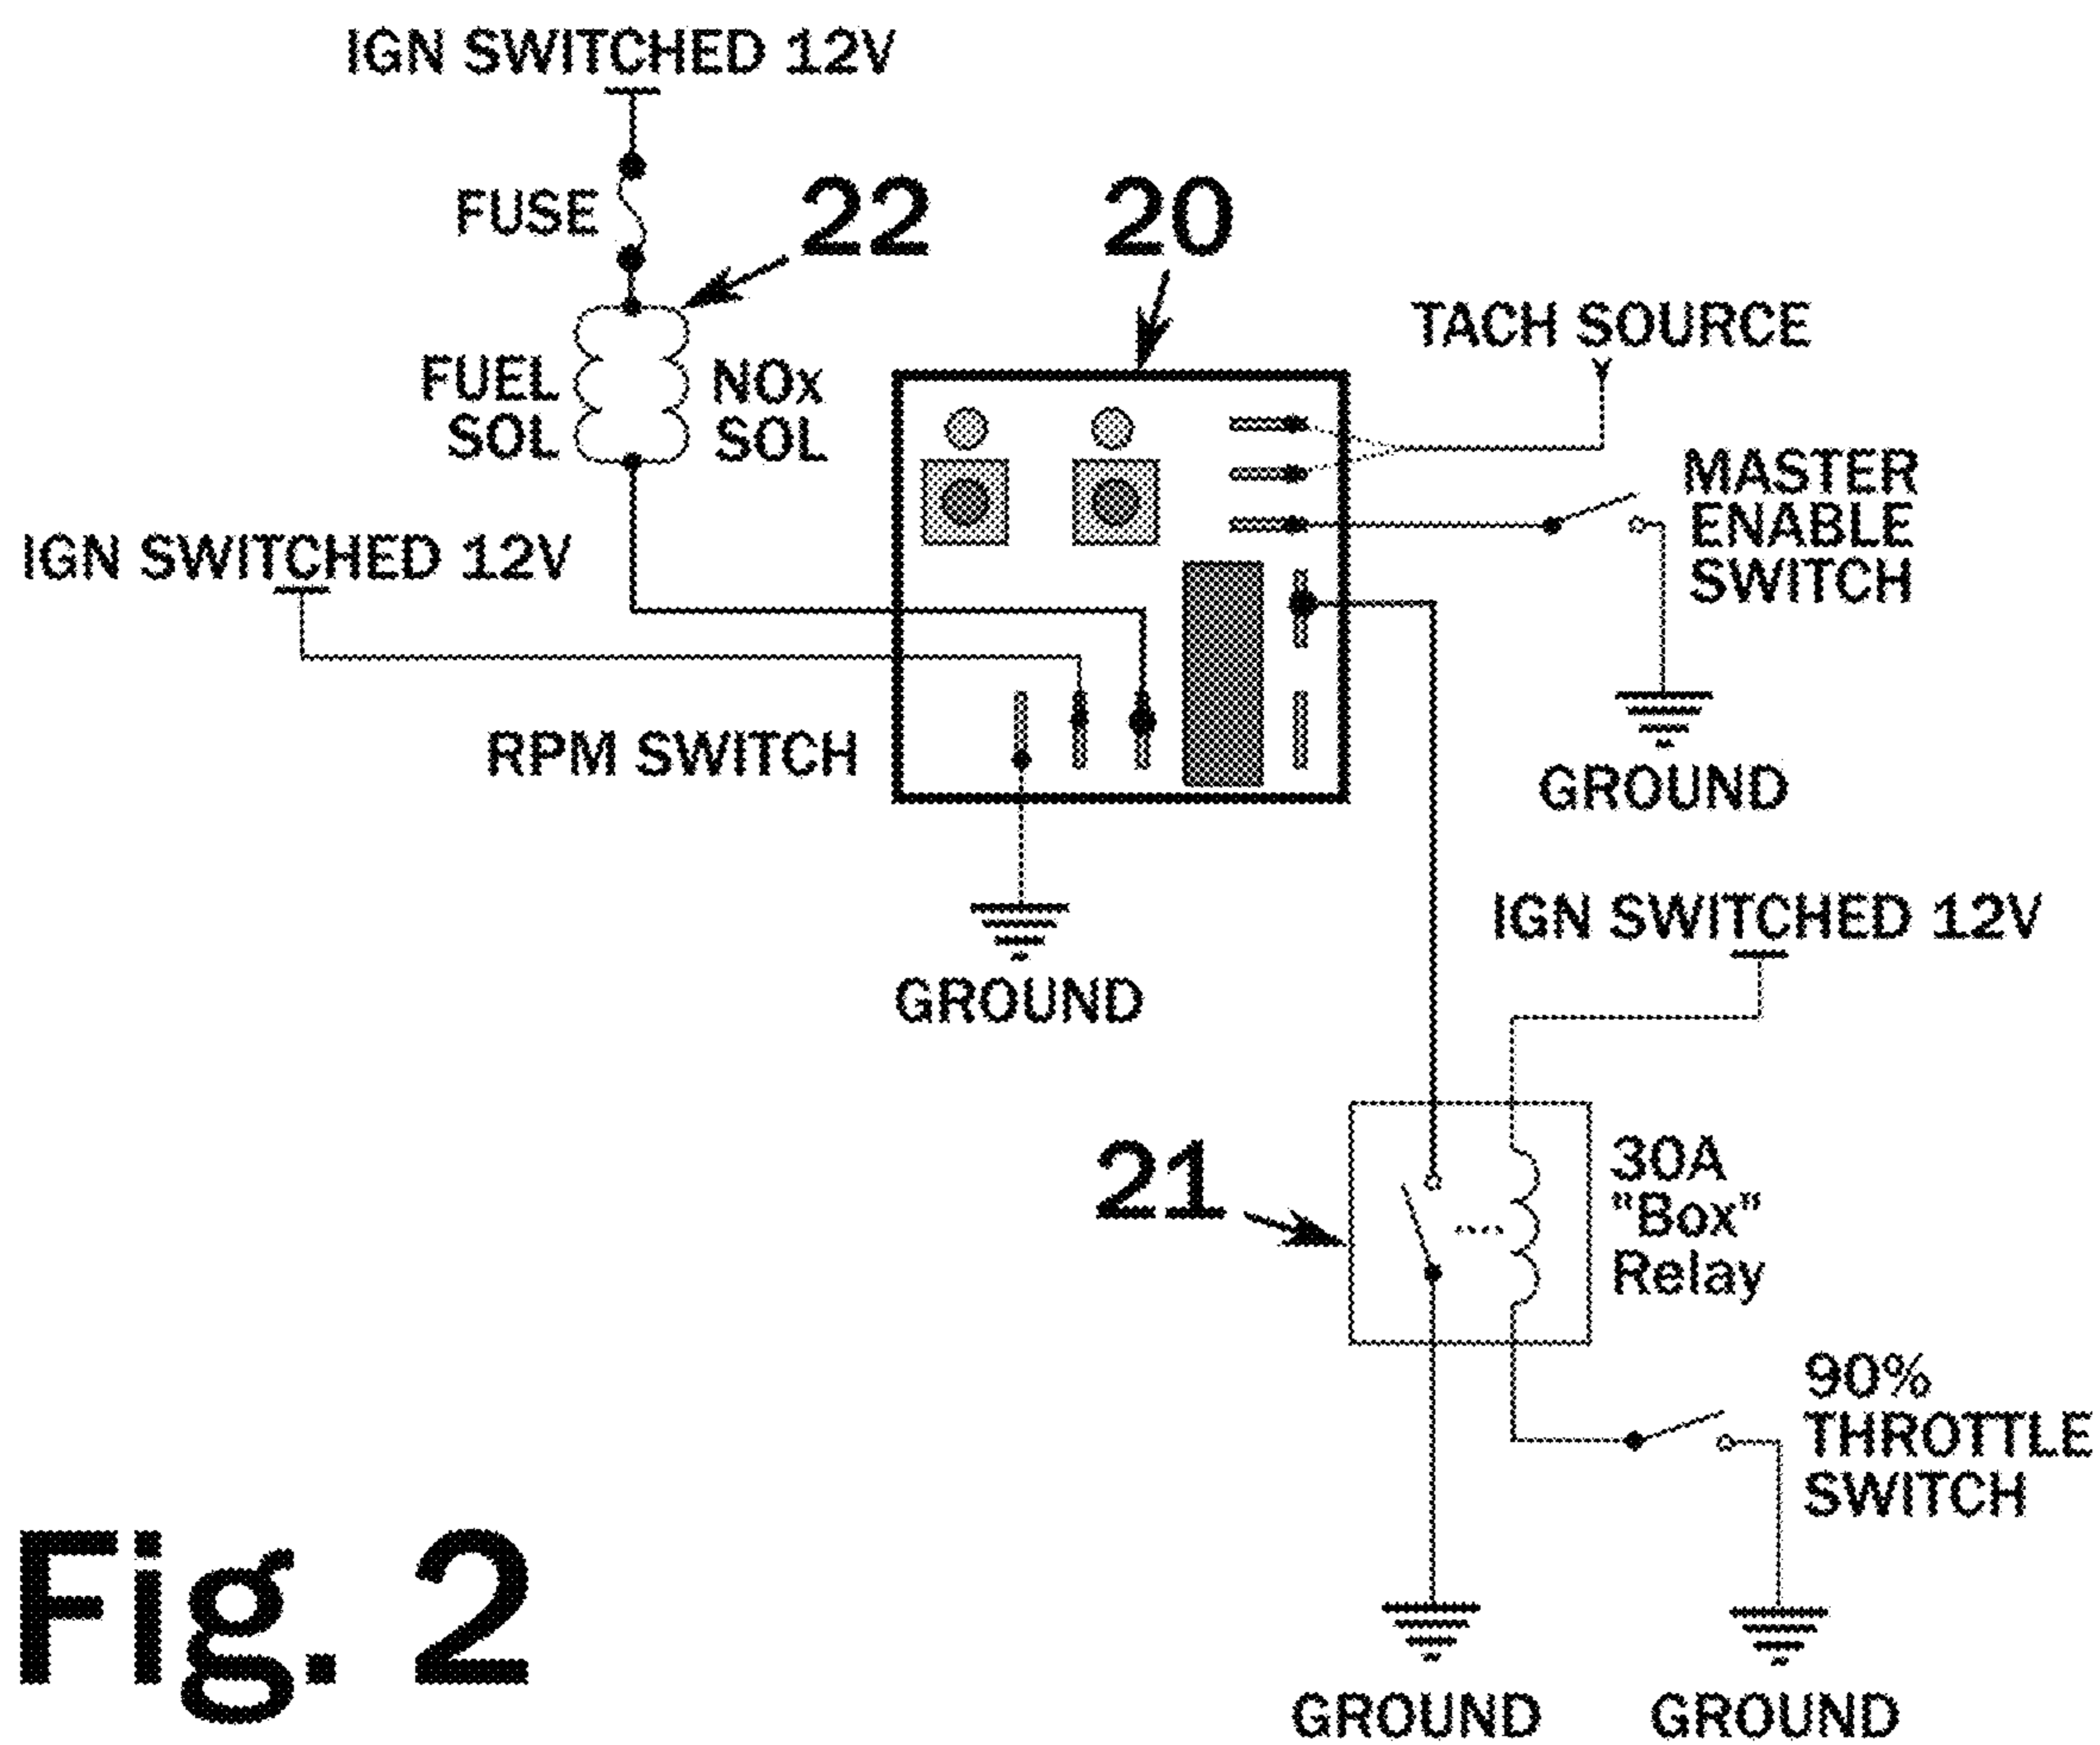 IGN SWITCHED 12V
FUSE
22
20
TACH SOURCE
FUEL
SOL
NOx
SOL
MASTER
ENABLE
SWITCH
IGN SWITCHED 12V
RPM SWITCH
GROUND
GROUND
IGN SWITCHED 12V
21
30A
"Box"
Relay
90%
THROTTLE
SWITCH
Fig. 2
GROUND
GROUND